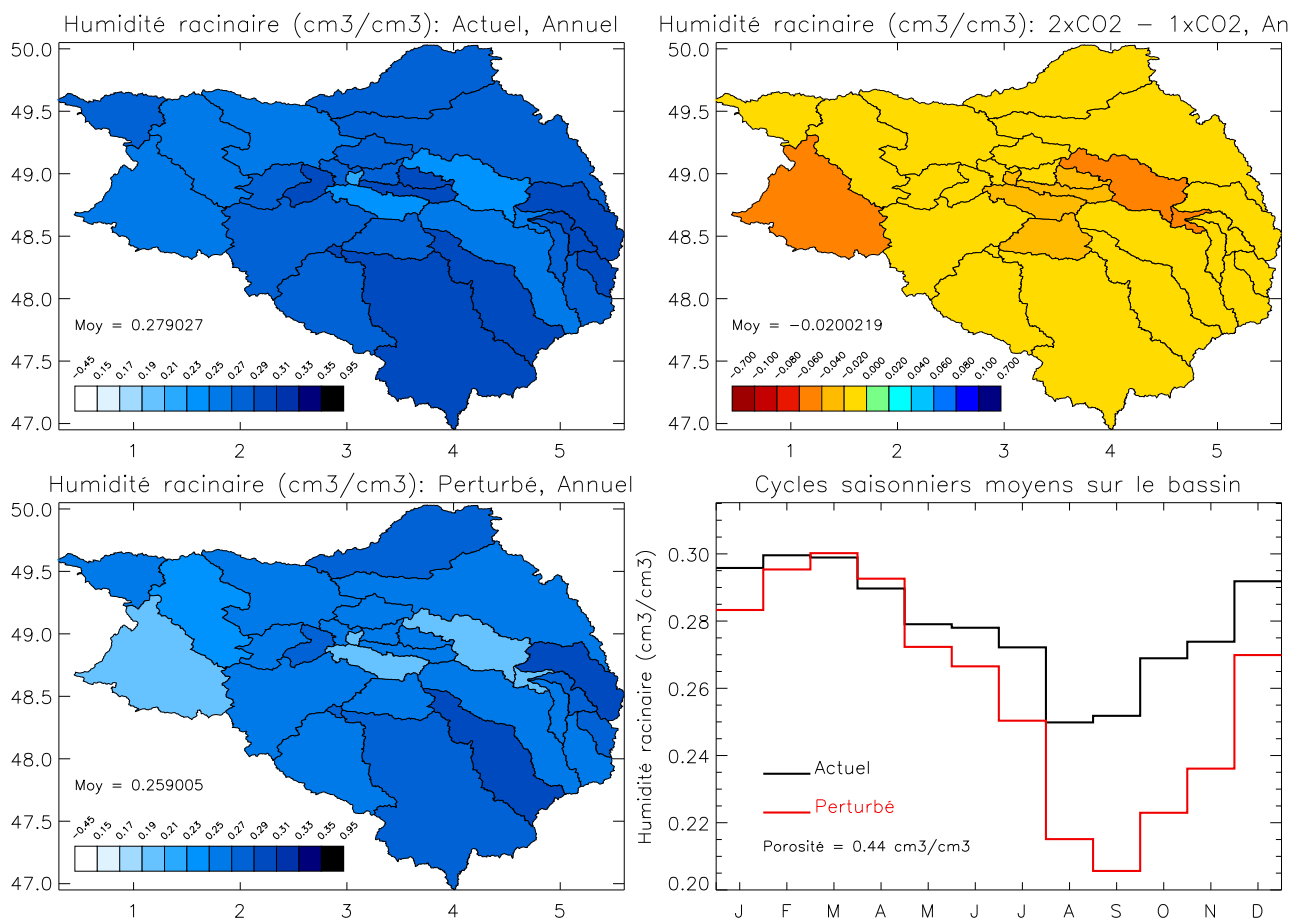 Humidité racinaire (cm3/cm3): Actuel, Annuel
50.0
49.5
49.0
48.5
48.0
47.5
47.0
Moy = 0.279027
-0.45 0.15 0.17 0.19 0.21 0.23 0.25 0.27 0.29 0.31 0.33 0.35 0.95
1 2 3 4 5
Humidité racinaire (cm3/cm3): 2xCO2 - 1xCO2, An
50.0
49.5
49.0
48.5
48.0
47.5
47.0
Moy = -0.0200219
-0.700 -0.100 -0.080 -0.060 -0.040 -0.020 0.000 0.020 0.040 0.060 0.080 0.100 0.700
1 2 3 4 5
Humidité racinaire (cm3/cm3): Perturbé, Annuel
50.0
49.5
49.0
48.5
48.0
47.5
47.0
Moy = 0.259005
-0.45 0.15 0.17 0.19 0.21 0.23 0.25 0.27 0.29 0.31 0.33 0.35 0.95
1 2 3 4 5
Cycles saisonniers moyens sur le bassin
Humidité racinaire (cm3/cm3)
0.30
0.28
0.26
0.24
0.22
0.20
Actuel
Perturbé
Porosité = 0.44 cm3/cm3
J F M A M J J A S O N D